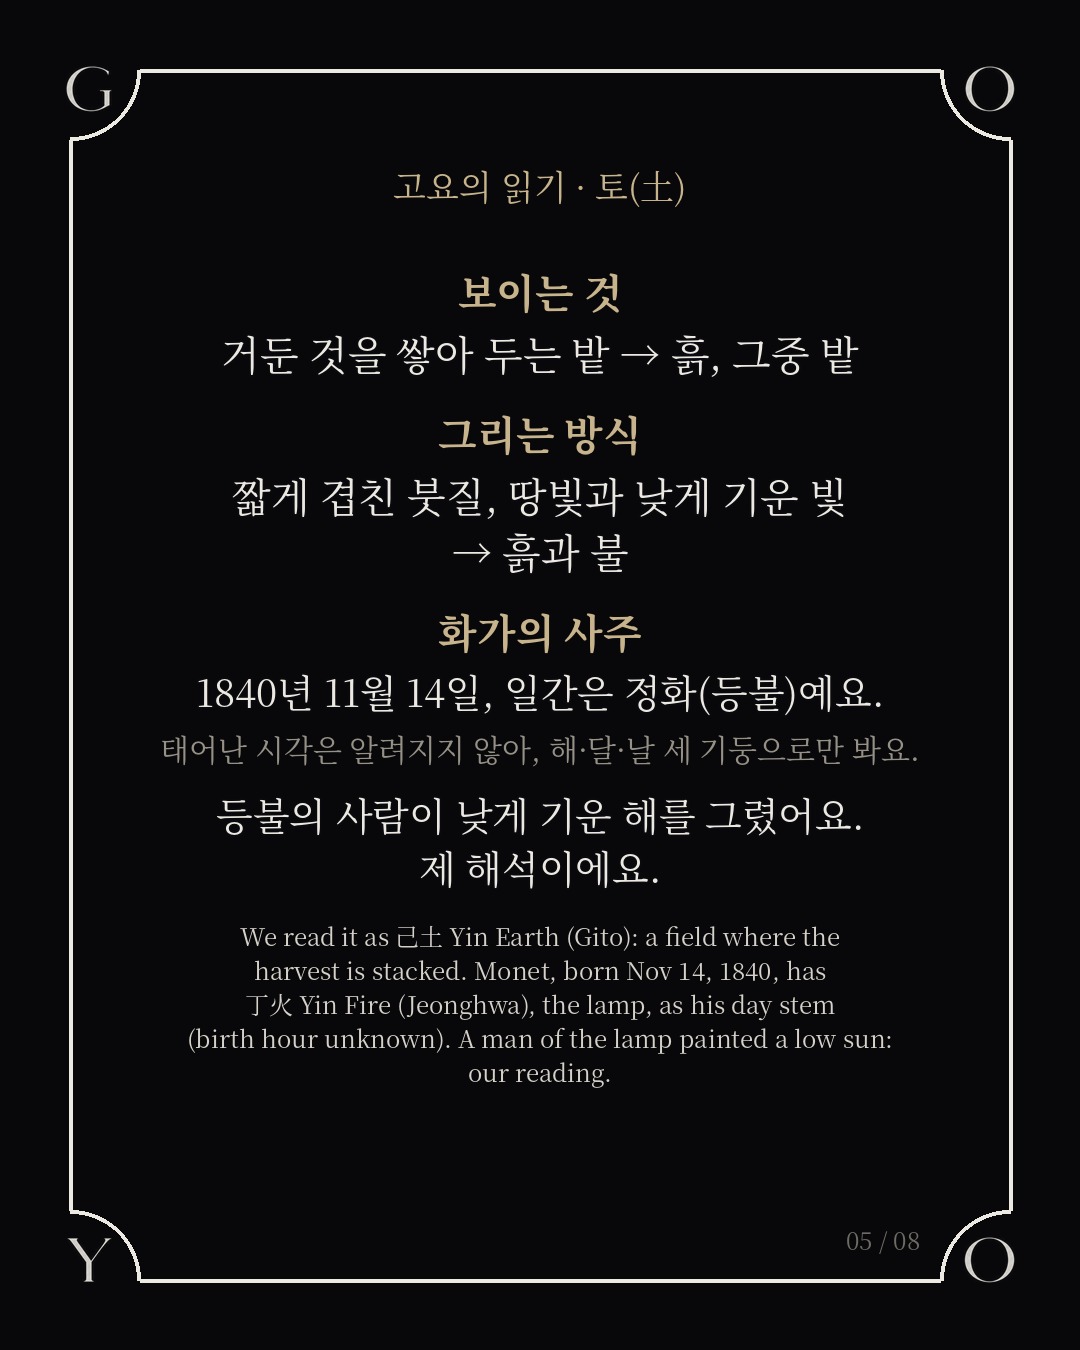 G O
고요의 읽기 · 토(土)
보이는 것
거둔 것을 쌓아 두는 밭 → 흙, 그중 밭
그리는 방식
짧게 겹친 붓질, 땅빛과 낮게 기운 빛
→ 흙과 불
화가의 사주
1840년 11월 14일, 일간은 정화(등불)예요.
태어난 시각은 알려지지 않아, 해·달·날 세 기둥으로만 봐요.
등불의 사람이 낮게 기운 해를 그렸어요.
제 해석이에요.
We read it as 己土 Yin Earth (Gito): a field where the
harvest is stacked. Monet, born Nov 14, 1840, has
丁火 Yin Fire (Jeonghwa), the lamp, as his day stem
(birth hour unknown). A man of the lamp painted a low sun:
our reading.
05 / 08
Y O